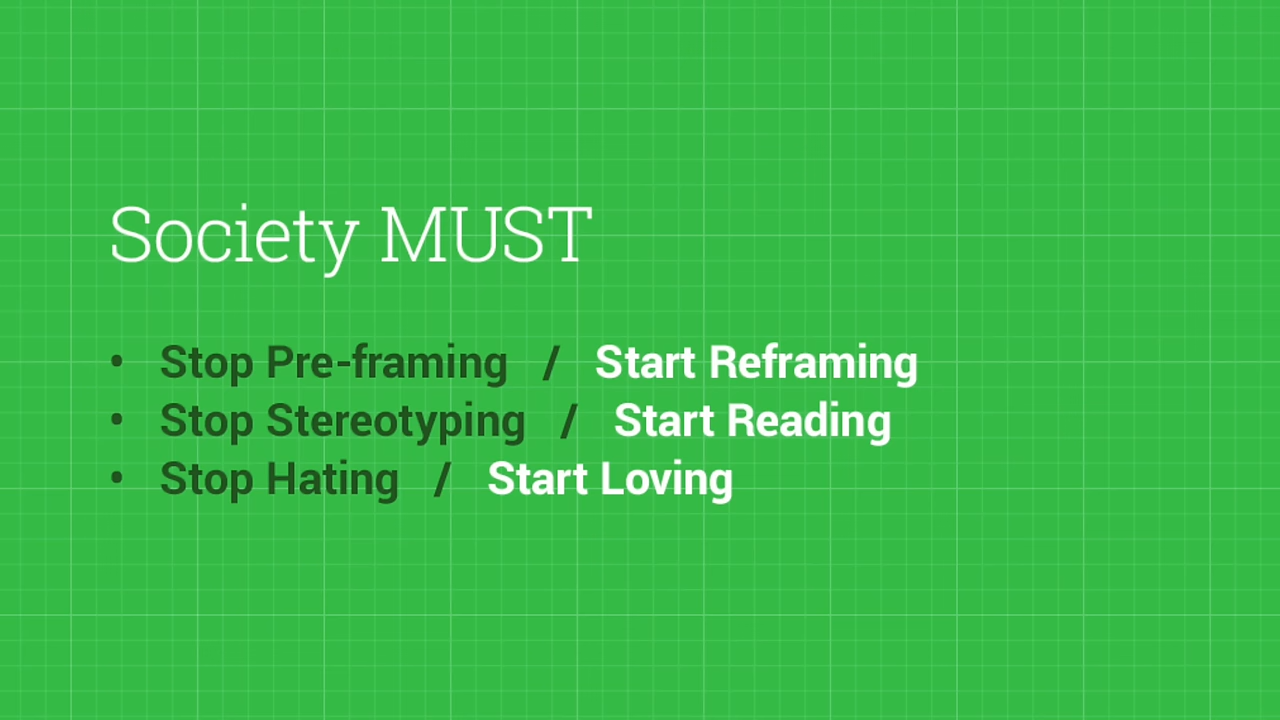 Society MUST
• Stop Pre-framing / Start Reframing
• Stop Stereotyping / Start Reading
• Stop Hating / Start Loving